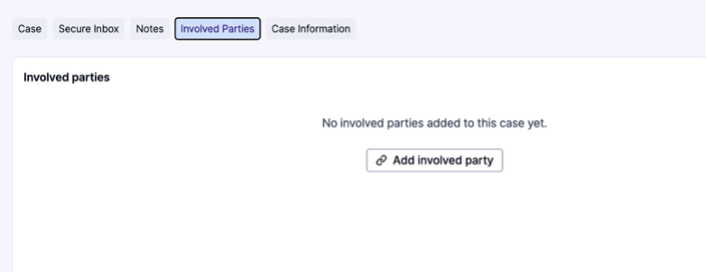 Case Secure Inbox Notes Involved Parties Case Information
Involved parties
No involved parties added to this case yet.
Add involved party